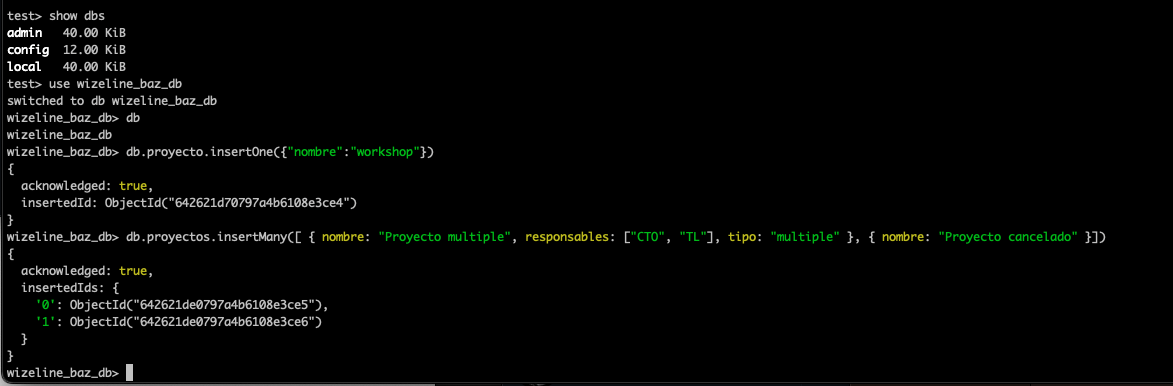 test> show dbs
admin   40.00 KiB
config  12.00 KiB
local   40.00 KiB
test> use wizeline_baz_db
switched to db wizeline_baz_db
wizeline_baz_db> db
wizeline_baz_db
wizeline_baz_db> db.proyecto.insertOne({"nombre":"workshop"})
{
  acknowledged: true,
  insertedId: ObjectId("642621d70797a4b6108e3ce4")
}
wizeline_baz_db> db.proyectos.insertMany([ { nombre: "Proyecto multiple", responsables: ["CTO", "TL"], tipo: "multiple" }, { nombre: "Proyecto cancelado" }])
{
  acknowledged: true,
  insertedIds: {
    '0': ObjectId("642621de0797a4b6108e3ce5"),
    '1': ObjectId("642621de0797a4b6108e3ce6")
  }
}
wizeline_baz_db>